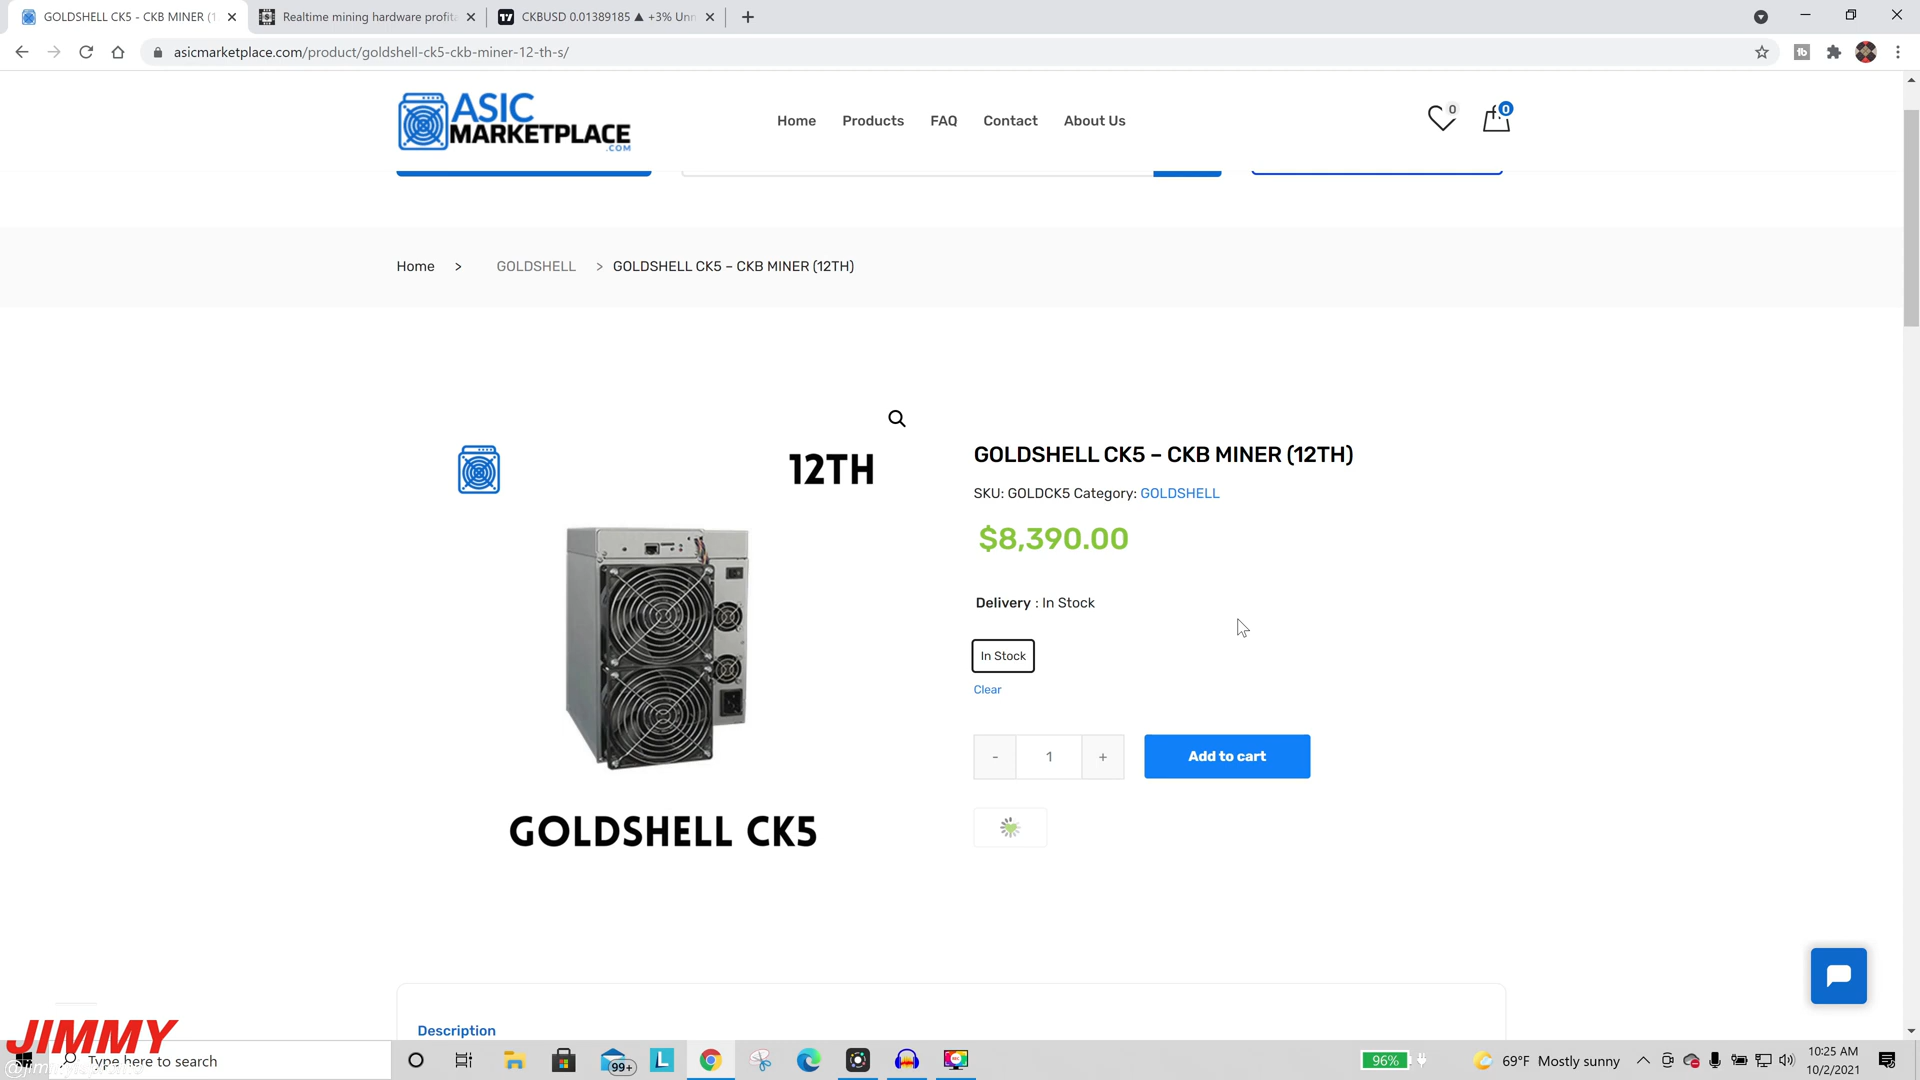 GOLDSHELL CK5 - CKB MINER (1
Realtime mining hardware profita
CKBUSD 0.01389185 ▲ +3% Unn
asicmarketplace.com/product/goldshell-ck5-ckb-miner-12-th-s/
ASIC
MARKETPLACE
.COM
Home
Products
FAQ
Contact
About Us
0
0
Home > GOLDSHELL > GOLDSHELL CK5 – CKB MINER (12TH)
12TH
GOLDSHELL CK5
GOLDSHELL CK5 – CKB MINER (12TH)
SKU: GOLDCK5 Category: GOLDSHELL
$8,390.00
Delivery : In Stock
In Stock
Clear
- 1 +
Add to cart
Description
JIMMY
Type here to search
99+
L
96%
69°F Mostly sunny
10:25 AM
10/2/2021